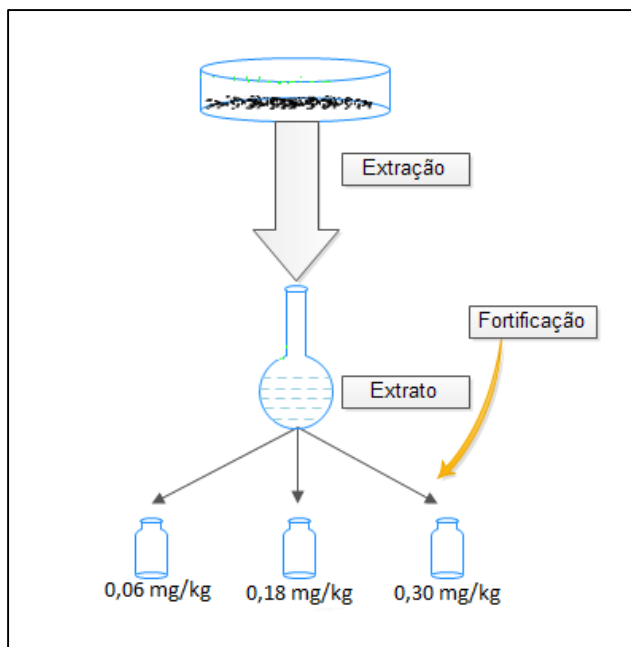 Extração
Fortificação
Extrato
0,06 mg/kg
0,18 mg/kg
0,30 mg/kg